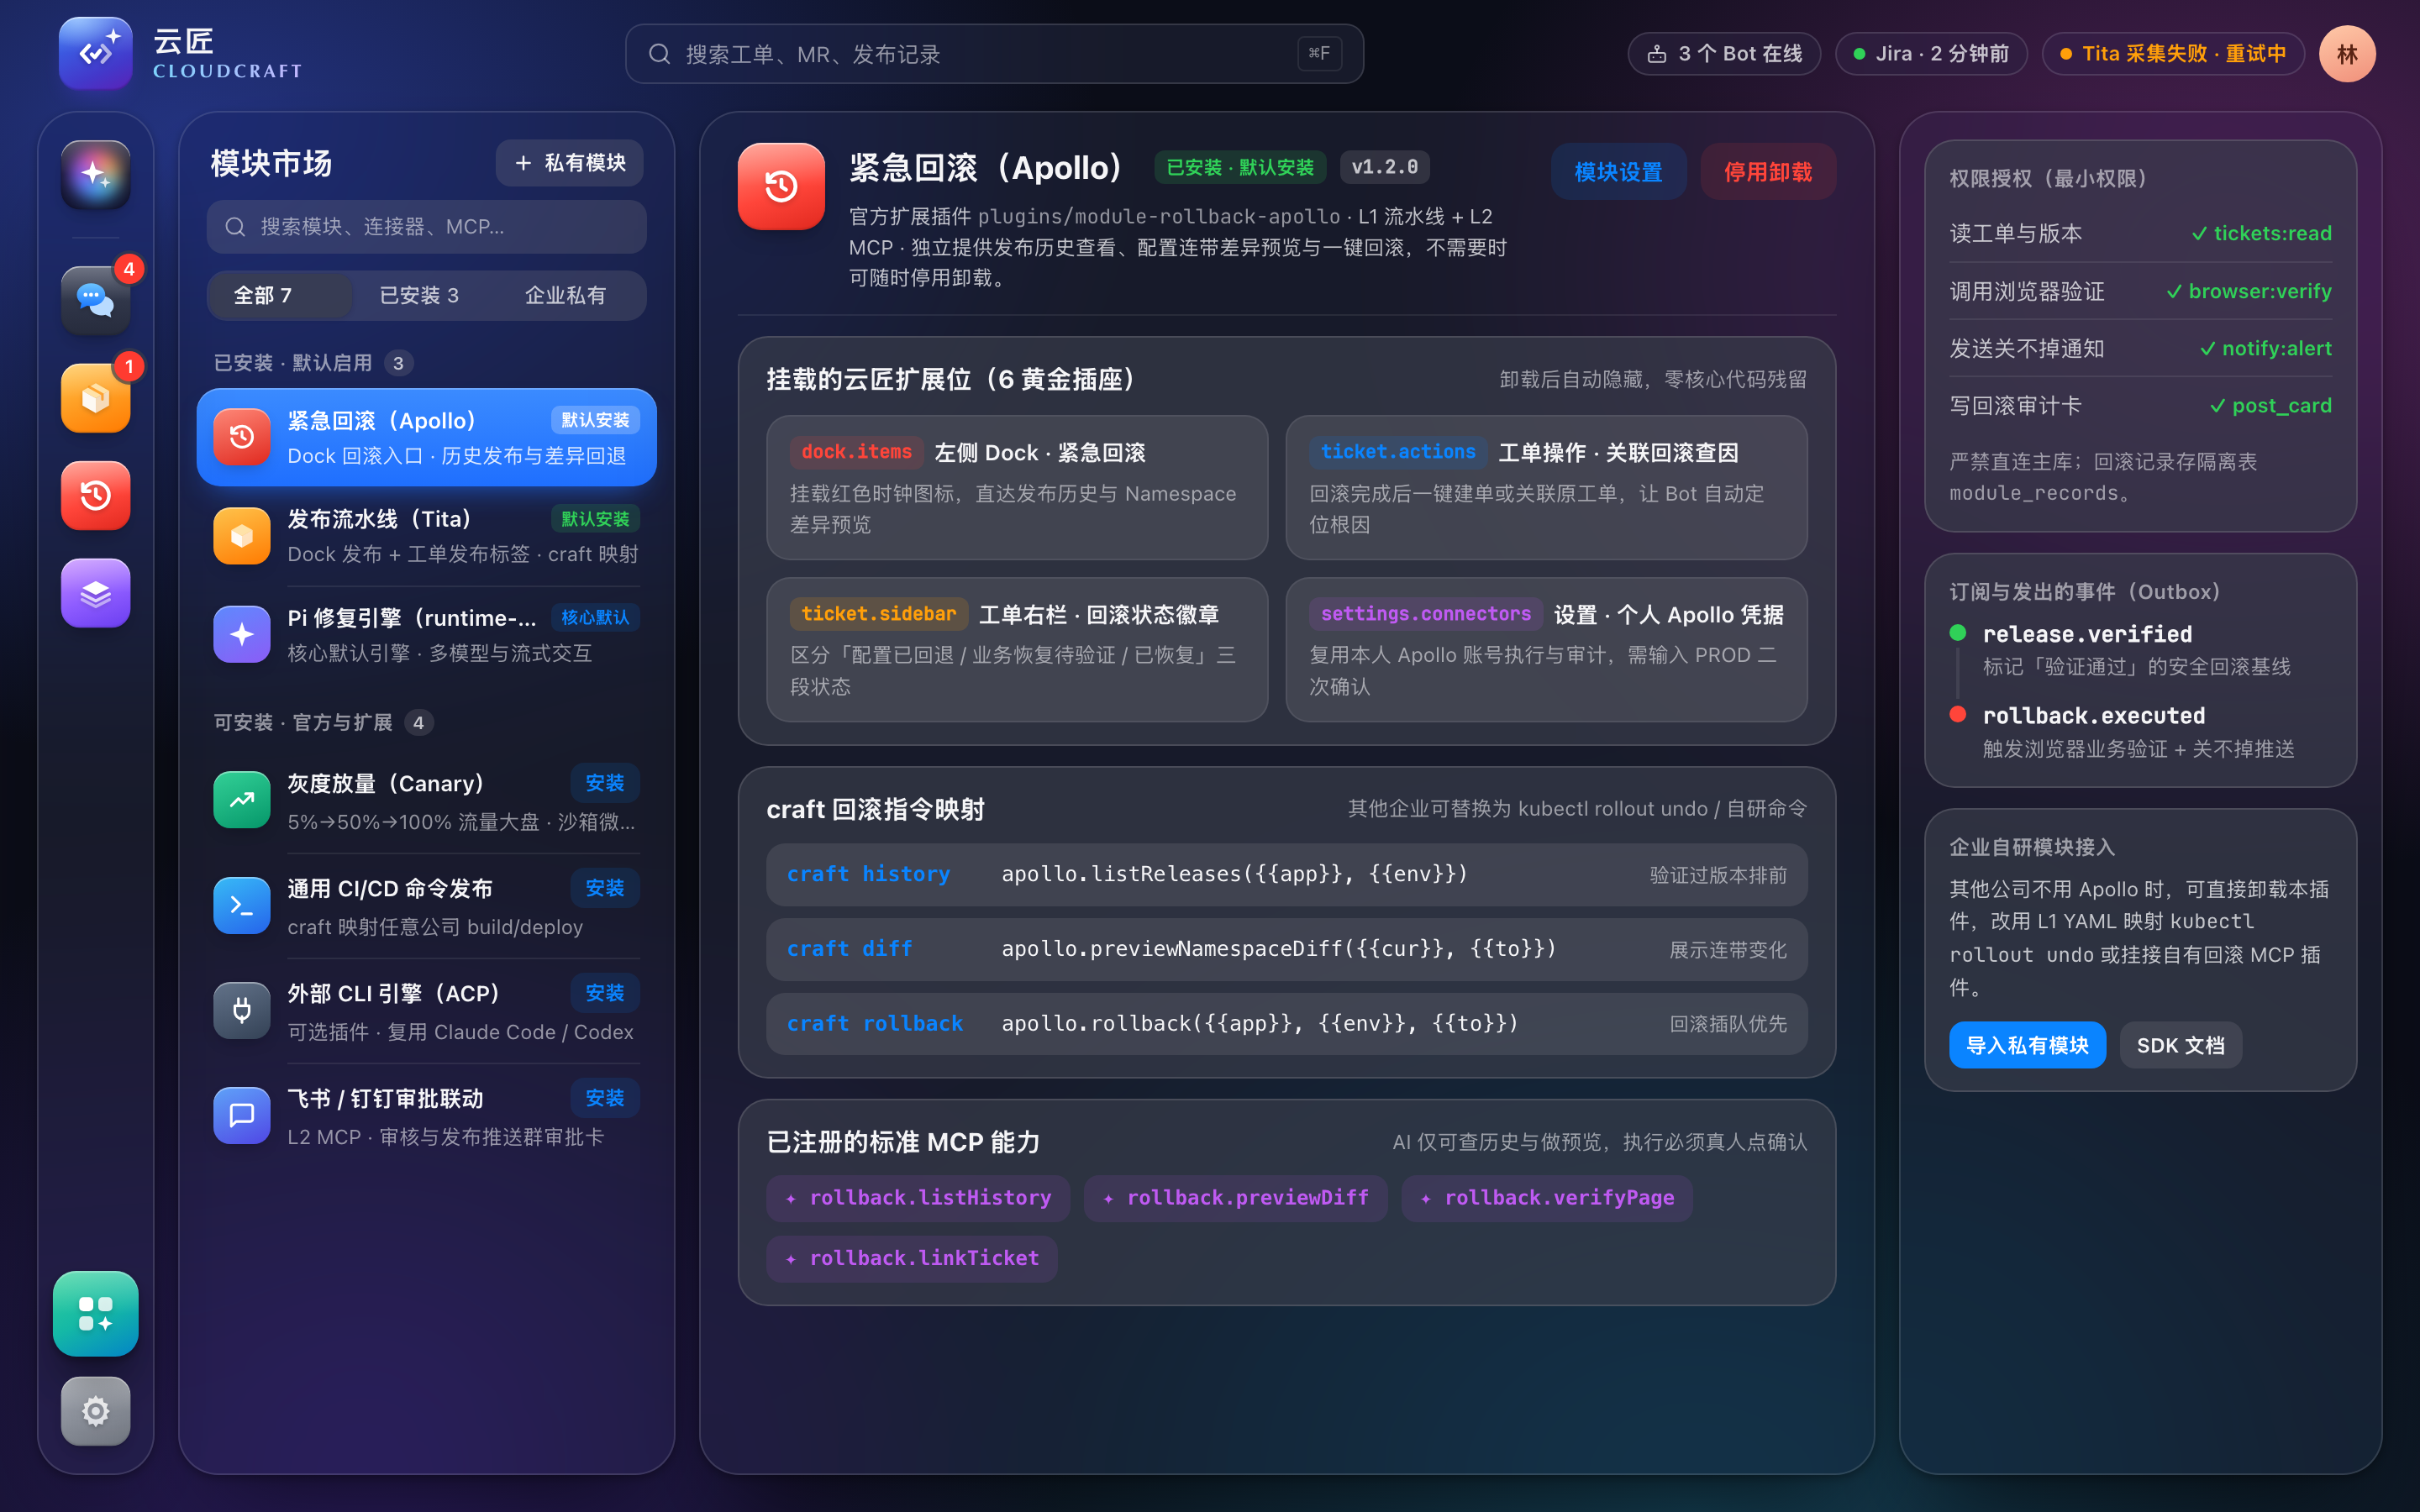 云匠
CLOUDCRAFT
搜索工单、MR、发布记录
⌘F
3 个 Bot 在线
Jira · 2 分钟前
Tita 采集失败 · 重试中
林
4
1
模块市场
+ 私有模块
搜索模块、连接器、MCP...
全部 7
已安装 3
企业私有
已安装 · 默认启用 3
紧急回滚（Apollo）
默认安装
Dock 回滚入口 · 历史发布与差异回退
发布流水线（Tita）
默认安装
Dock 发布 + 工单发布标签 · craft 映射
Pi 修复引擎（runtime-...
核心默认
核心默认引擎 · 多模型与流式交互
可安装 · 官方与扩展 4
灰度放量（Canary）
安装
5%→50%→100% 流量大盘 · 沙箱微...
通用 CI/CD 命令发布
安装
craft 映射任意公司 build/deploy
外部 CLI 引擎（ACP）
安装
可选插件 · 复用 Claude Code / Codex
飞书 / 钉钉审批联动
安装
L2 MCP · 审核与发布推送群审批卡
紧急回滚（Apollo）
已安装 · 默认安装
v1.2.0
模块设置
停用卸载
官方扩展插件 plugins/module-rollback-apollo · L1 流水线 + L2
MCP · 独立提供发布历史查看、配置连带差异预览与一键回滚，不需要时
可随时停用卸载。
挂载的云匠扩展位（6 黄金插座）
卸载后自动隐藏，零核心代码残留
dock.items 左侧 Dock · 紧急回滚
挂载红色时钟图标，直达发布历史与 Namespace
差异预览
ticket.actions 工单操作 · 关联回滚查因
回滚完成后一键建单或关联原工单，让 Bot 自动定
位根因
ticket.sidebar 工单右栏 · 回滚状态徽章
区分「配置已回退 / 业务恢复待验证 / 已恢复」三
段状态
settings.connectors 设置 · 个人 Apollo 凭据
复用本人 Apollo 账号执行与审计，需输入 PROD 二
次确认
craft 回滚指令映射
其他企业可替换为 kubectl rollout undo / 自研命令
craft history apollo.listReleases({{app}}, {{env}}) 验证过版本排前
craft diff apollo.previewNamespaceDiff({{cur}}, {{to}}) 展示连带变化
craft rollback apollo.rollback({{app}}, {{env}}, {{to}}) 回滚插队优先
已注册的标准 MCP 能力
AI 仅可查历史与做预览，执行必须真人点确认
✦ rollback.listHistory
✦ rollback.previewDiff
✦ rollback.verifyPage
✦ rollback.linkTicket
权限授权（最小权限）
读工单与版本 ✓ tickets:read
调用浏览器验证 ✓ browser:verify
发送关不掉通知 ✓ notify:alert
写回滚审计卡 ✓ post_card
严禁直连主库；回滚记录存隔离表
module_records。
订阅与发出的事件（Outbox）
release.verified
标记「验证通过」的安全回滚基线
rollback.executed
触发浏览器业务验证 + 关不掉推送
企业自研模块接入
其他公司不用 Apollo 时，可直接卸载本插
件，改用 L1 YAML 映射 kubectl
rollout undo 或挂接自有回滚 MCP 插
件。
导入私有模块
SDK 文档